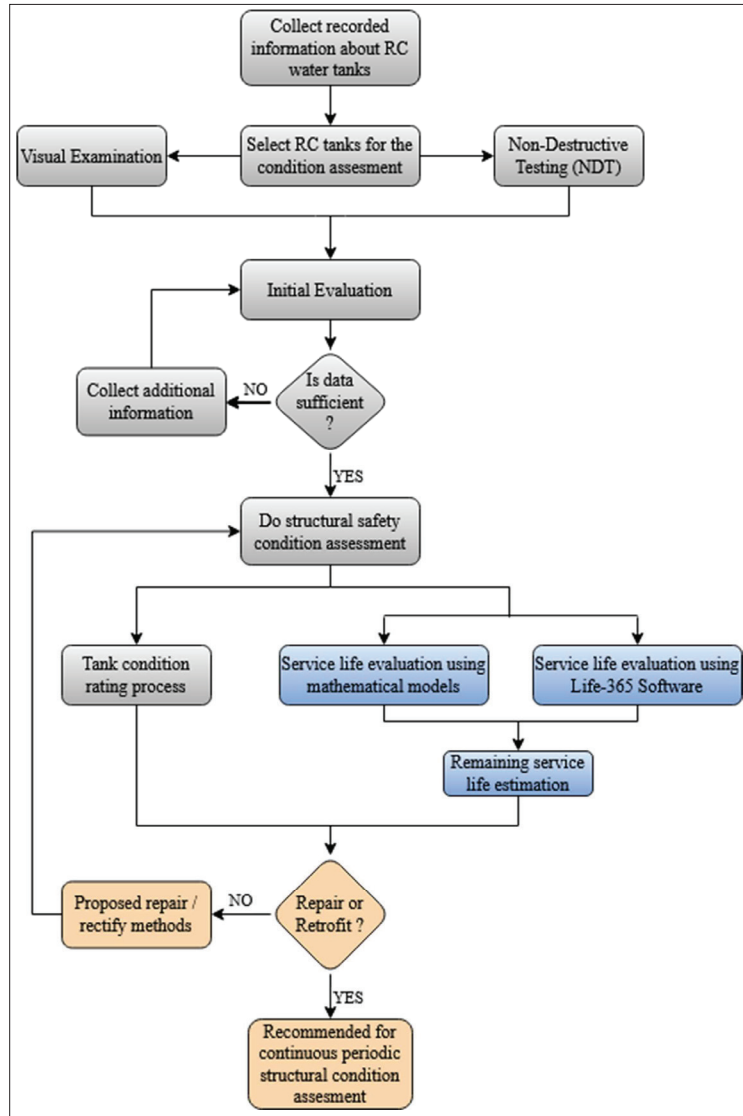 Collect recorded
information about RC
water tanks
Visual Examination
Select RC tanks for the
condition assesment
Non-Destructive
Testing (NDT)
Initial Evaluation
Collect additional
information
NO
Is data
sufficient
?
YES
Do structural safety
condition assessment
Tank condition
rating process
Service life evaluation using
mathematical models
Service life evaluation using
Life-365 Software
Remaining service
life estimation
Proposed repair /
rectify methods
NO
Repair or
Retrofit ?
YES
Recommended for
continuous periodic
structural condition
assesment